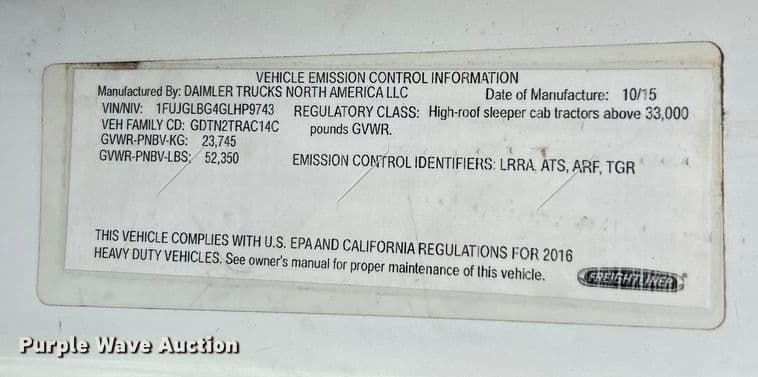 VEHICLE EMISSION CONTROL INFORMATION
Manufactured By: DAIMLER TRUCKS NORTH AMERICA LLC Date of Manufacture: 10/15
VIN/NIV: 1FUJGLBG4GLHP9743 REGULATORY CLASS: High-roof sleeper cab tractors above 33,000
VEH FAMILY CD: GDTN2TRAC14C pounds GVWR.
GVWR-PNBV-KG: 23,745
GVWR-PNBV-LBS: 52,350 EMISSION CONTROL IDENTIFIERS: LRRA, ATS, ARF, TGR
THIS VEHICLE COMPLIES WITH U.S. EPA AND CALIFORNIA REGULATIONS FOR 2016
HEAVY DUTY VEHICLES. See owner's manual for proper maintenance of this vehicle.
FREIGHTLINER
Purple Wave Auction